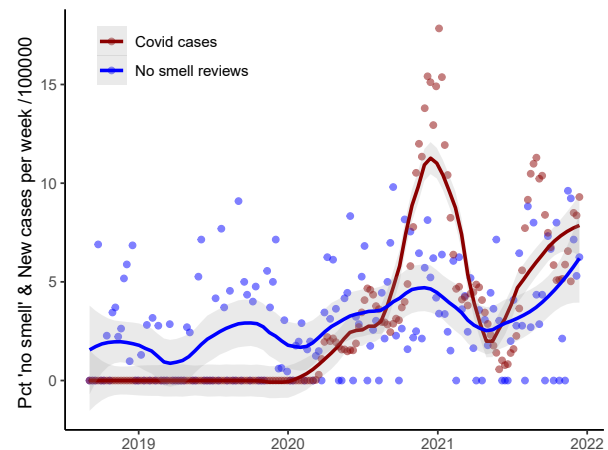 Covid cases
No smell reviews
Pct 'no smell' & New cases per week /100000
15
10
5
0
2019 2020 2021 2022